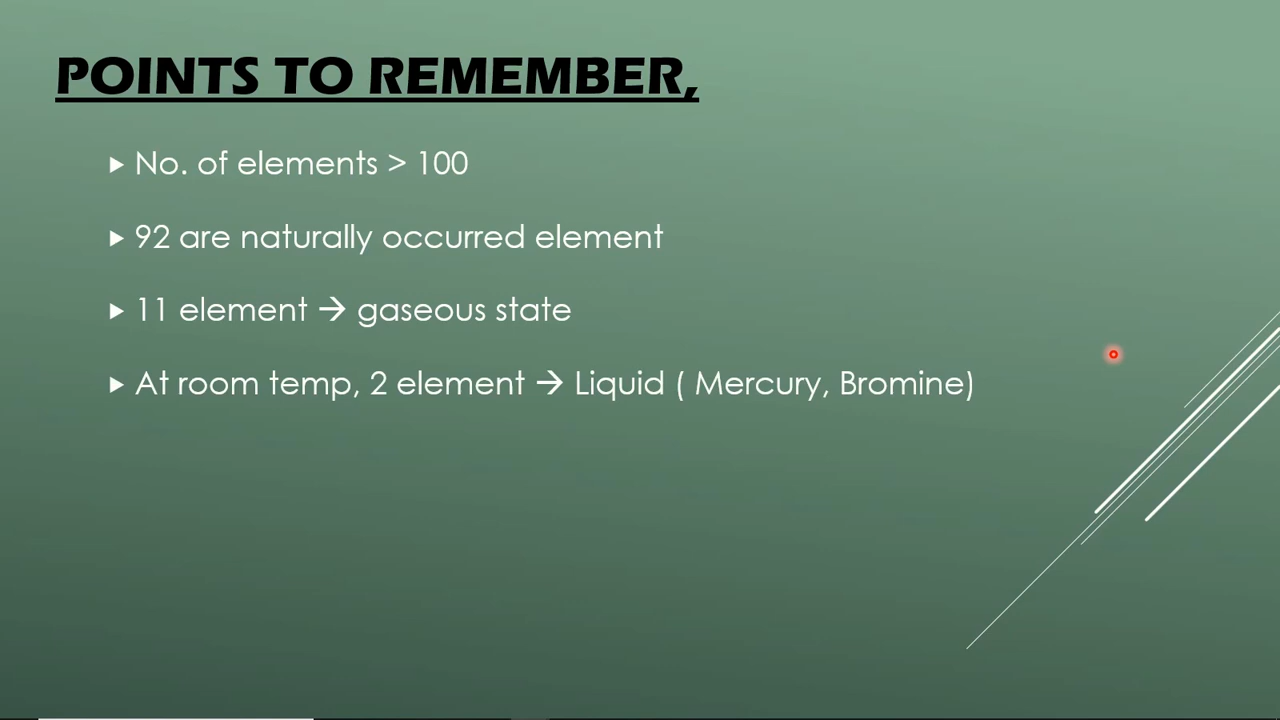 POINTS TO REMEMBER,
No. of elements > 100
92 are naturally occurred element
11 element → gaseous state
At room temp, 2 element → Liquid ( Mercury, Bromine)